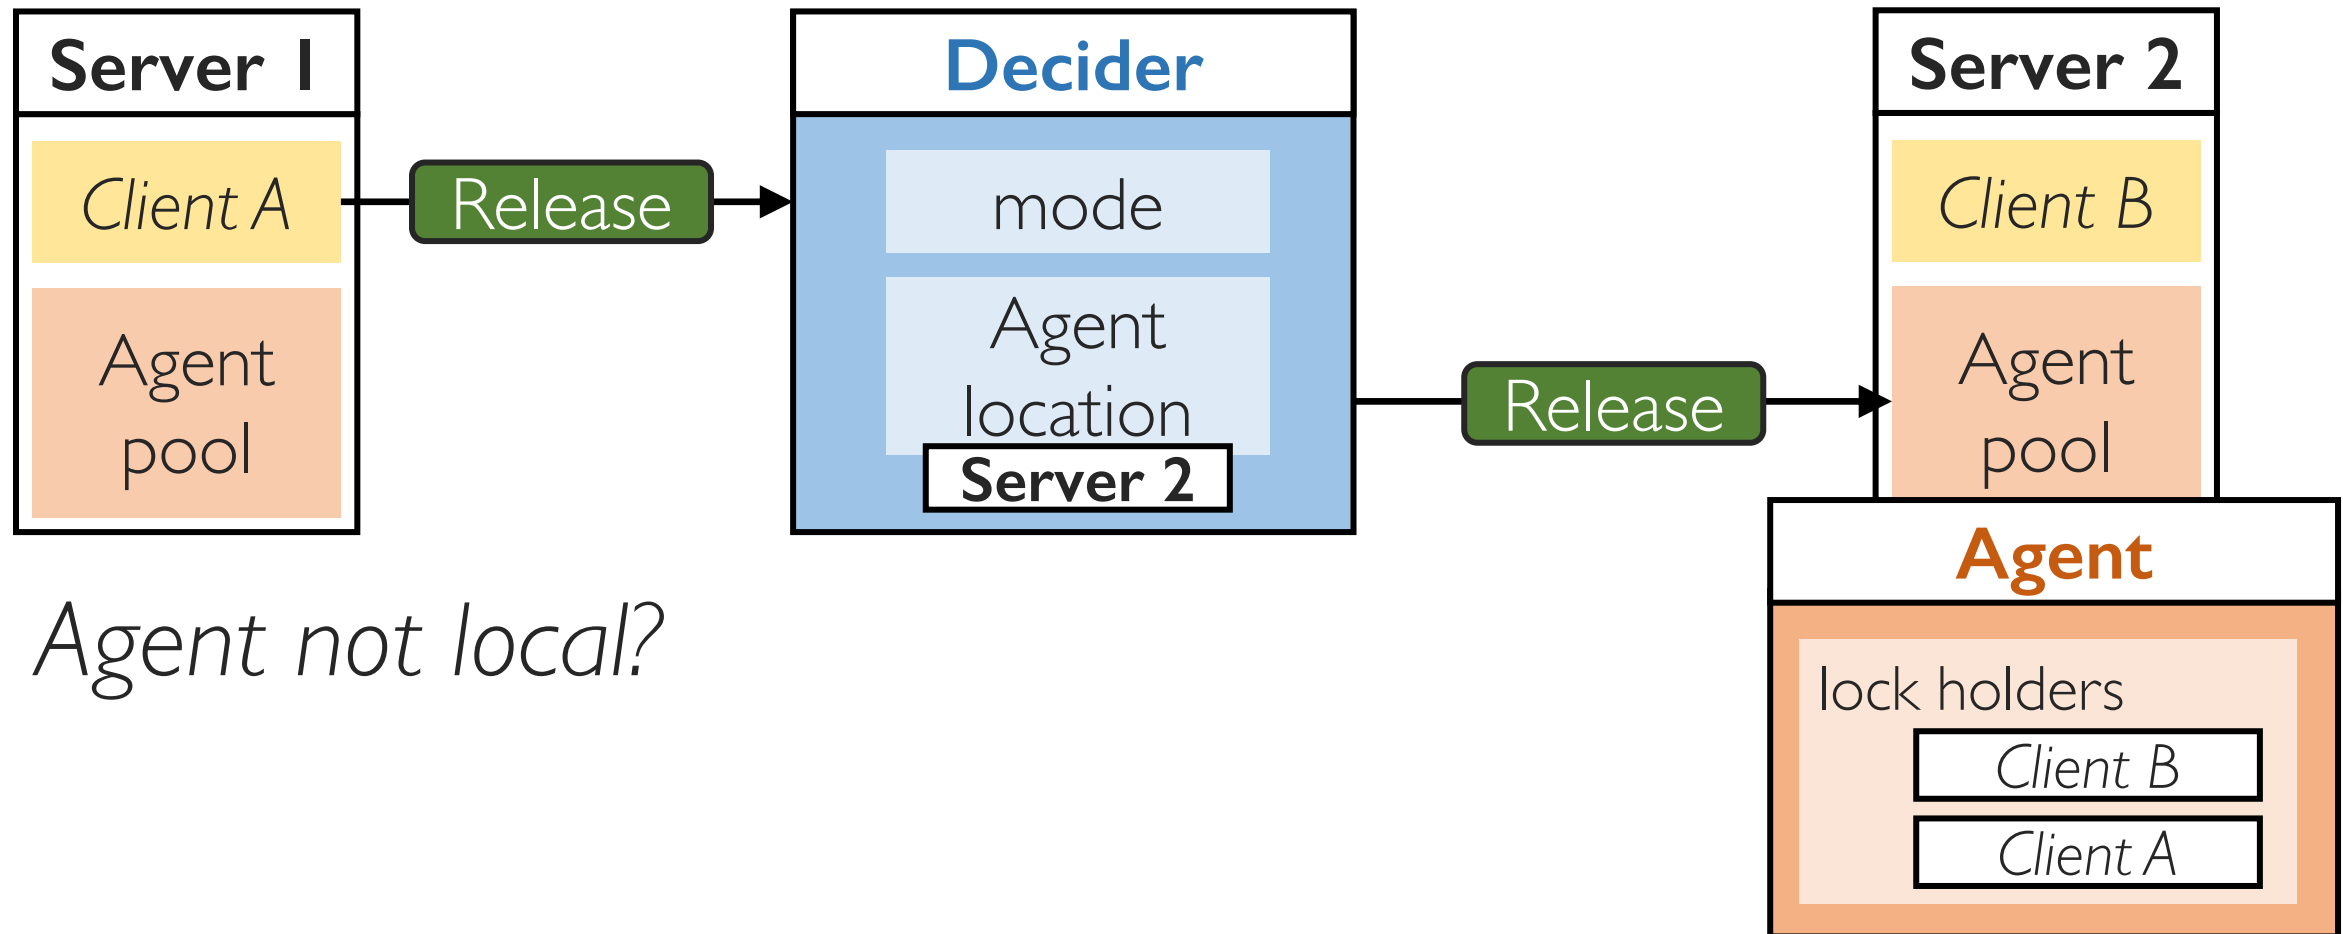 Server 1
Client A
Agent
pool
Release
Decider
mode
Agent
location
Server 2
Release
Server 2
Client B
Agent
pool
Agent
lock holders
Client B
Client A
Agent not local?